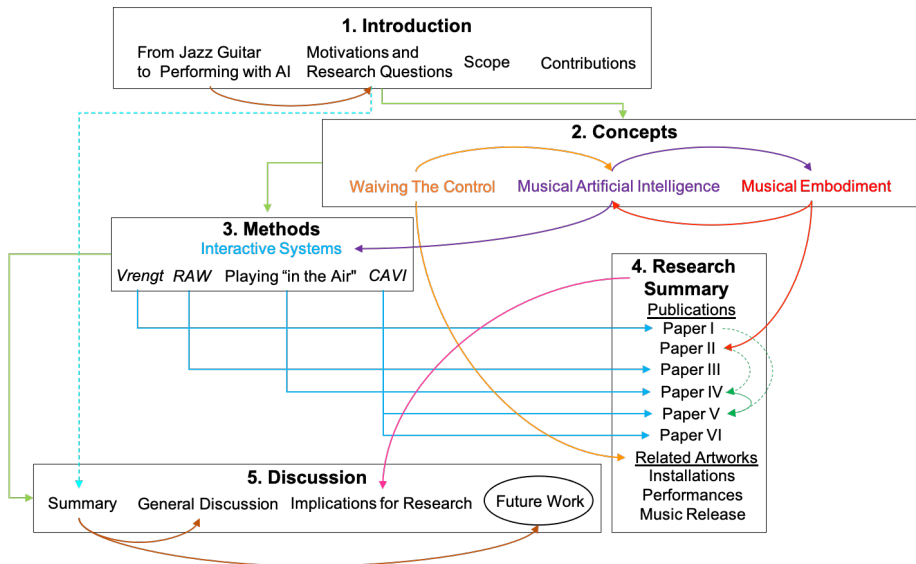 1. Introduction
From Jazz Guitar
to Performing with AI
Motivations and
Research Questions
Scope
Contributions
2. Concepts
Waiving The Control
Musical Artificial Intelligence
Musical Embodiment
3. Methods
Interactive Systems
Vrengt
RAW
Playing “in the Air"
CAVI
4. Research
Summary
Publications
Paper I
Paper II
Paper III
Paper IV
Paper V
Paper VI
Related Artworks
Installations
Performances
Music Release
5. Discussion
Summary
General Discussion
Implications for Research
Future Work